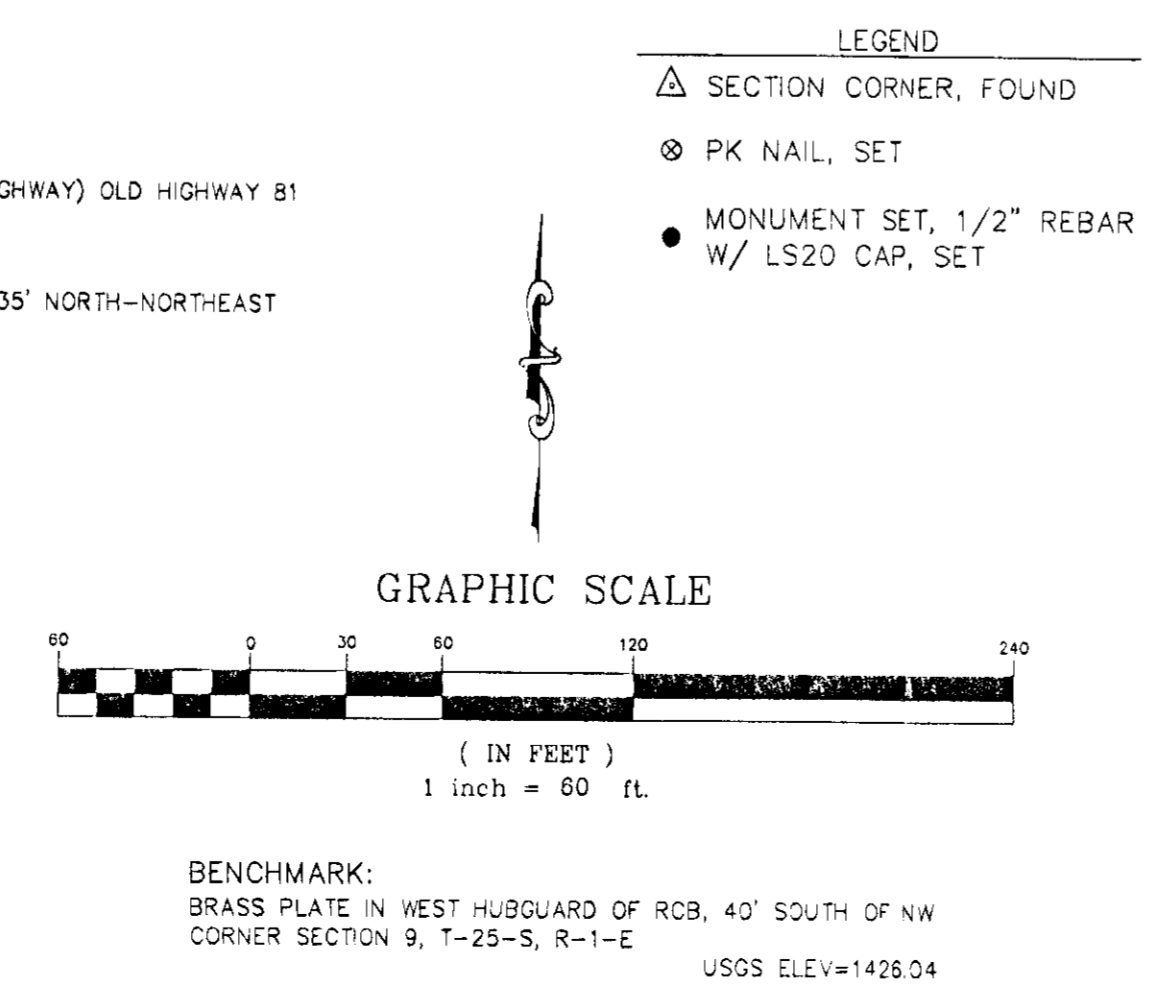 LEGEND
SECTION CORNER, FOUND
PK NAIL, SET
GHWAY) OLD HIGHWAY 81
MONUMENT SET, 1/2" REBAR
W/ LS20 CAP, SET
35' NORTH-NORTHEAST
GRAPHIC SCALE
60 0 30 60 120 240
( IN FEET )
1 inch = 60 ft.
BENCHMARK:
BRASS PLATE IN WEST HUBGUARD OF RCB, 40' SOUTH OF NW
CORNER SECTION 9, T-25-S, R-1-E
USGS ELEV=1426.04